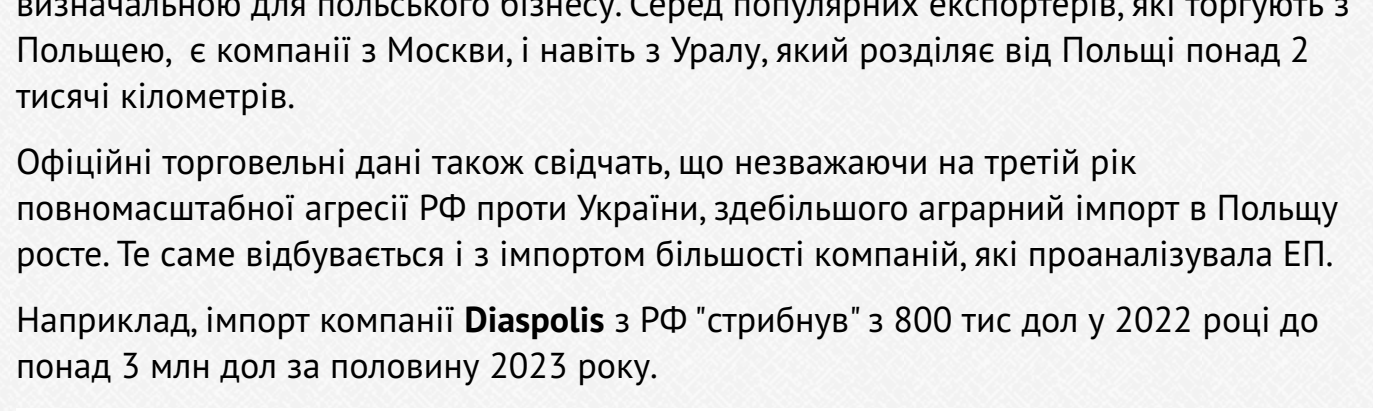 визначальною для польського бізнесу. Серед популярних експортерів, які торгують з
Польщею,  є компанії з Москви, і навіть з Уралу, який розділяє від Польщі понад 2
тисячі кілометрів.
Офіційні торговельні дані також свідчать, що незважаючи на третій рік
повномасштабної агресії РФ проти України, здебільшого аграрний імпорт в Польщу
росте. Те саме відбувається і з імпортом більшості компаній, які проаналізувала ЕП.
Наприклад, імпорт компанії Diaspolis з РФ "стрибнув" з 800 тис дол у 2022 році до
понад 3 млн дол за половину 2023 року.